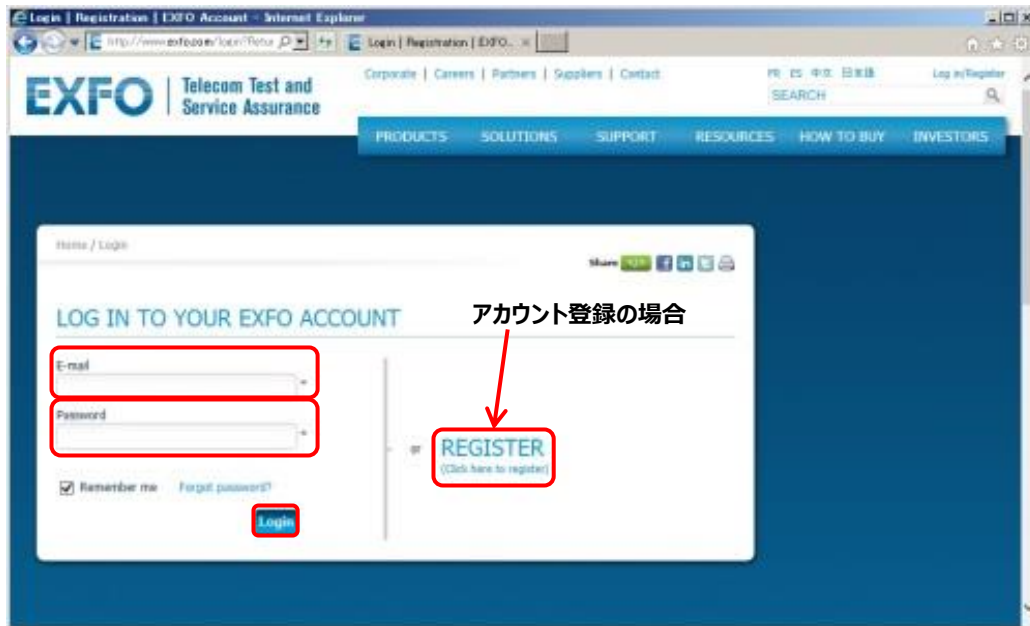 Login | Registration | EXFO Account - Internet Explorer
Login | Registration | EXFO...
EXFO
Telecom Test and
Service Assurance
Corporate | Careers | Partners | Suppliers | Contact
FR ES 中文 日本語
Log in/Register
SEARCH
PRODUCTS SOLUTIONS SUPPORT RESOURCES HOW TO BUY INVESTORS
Home / Login
Share
LOG IN TO YOUR EXFO ACCOUNT
アカウント登録の場合
E-mail
*
Password
*
or
REGISTER
(Click here to register)
Remember me Forgot password?
Login